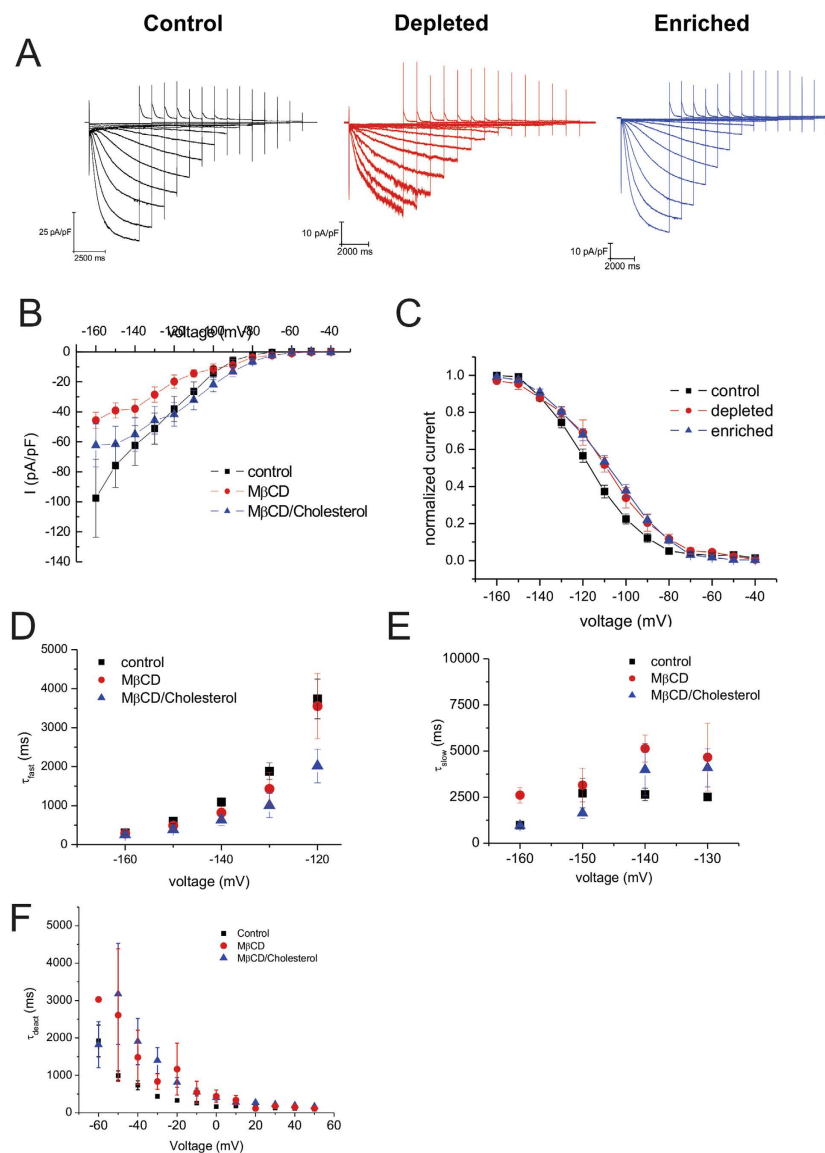 Control Depleted Enriched
A
25 pA/pF
2500 ms
10 pA/pF
2000 ms
10 pA/pF
2000 ms
B
voltage (mV)
-160 -140 -120 -100 -80 -60 -40
0
-20
-40
-60
-80
-100
-120
-140
I (pA/pF)
control
MβCD
MβCD/Cholesterol
C
1.0
0.8
0.6
0.4
0.2
0.0
normalized current
control
depleted
enriched
-160 -140 -120 -100 -80 -60 -40
voltage (mV)
D
5000
4000
3000
2000
1000
0
τfast (ms)
control
MβCD
MβCD/Cholesterol
-160 -150 -140 -130 -120
voltage (mV)
E
10000
7500
5000
2500
0
τslow (ms)
control
MβCD
MβCD/Cholesterol
-160 -150 -140 -130
voltage (mV)
F
5000
4000
3000
2000
1000
0
τdeact (ms)
Control
MβCD
MβCD/Cholesterol
-60 -40 -20 0 20 40
Voltage (mV)